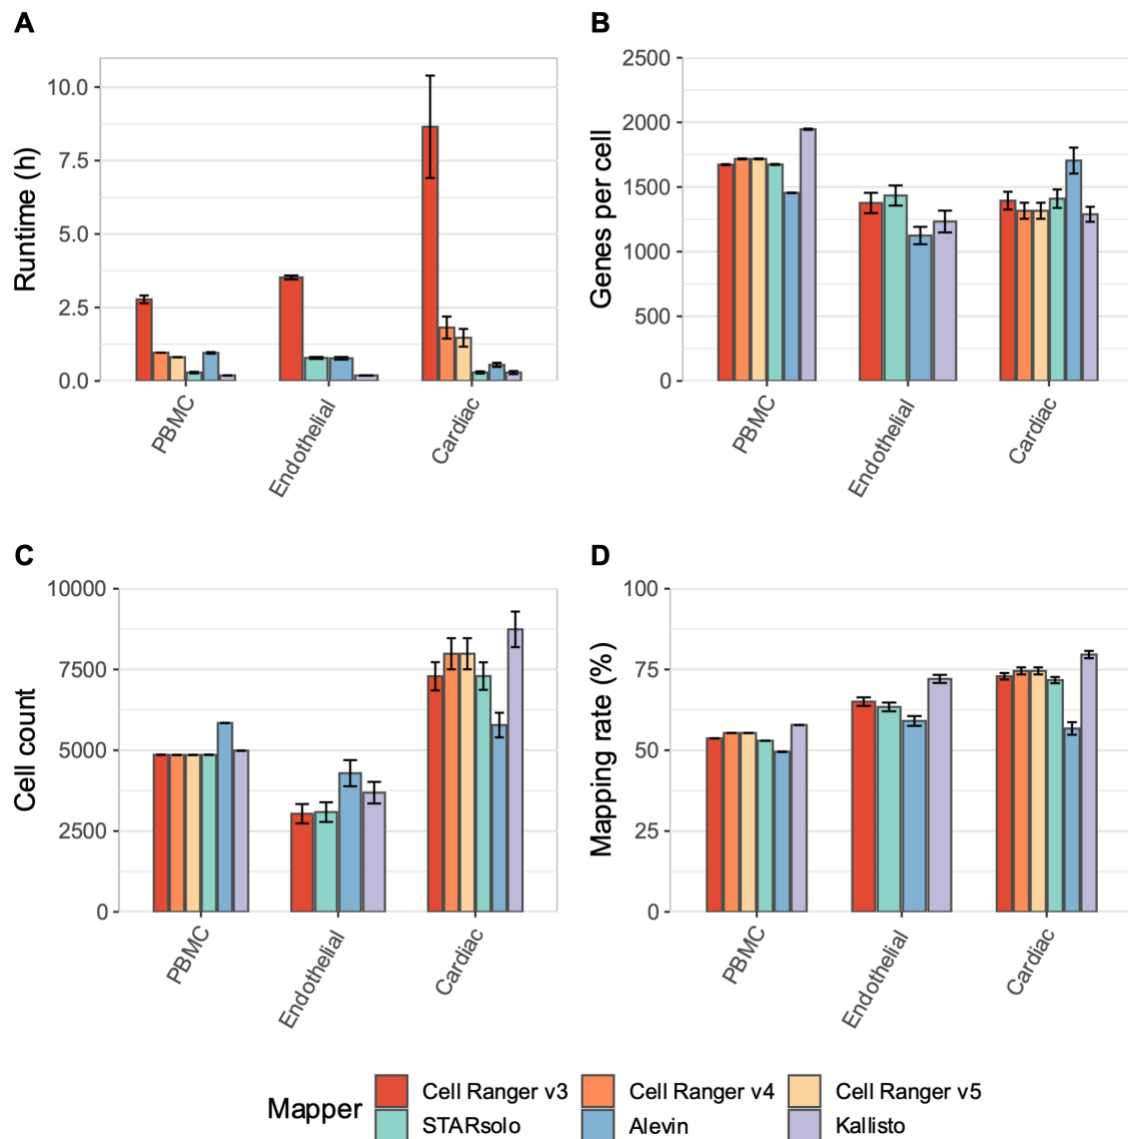 A
Runtime (h)
10.0
7.5
5.0
2.5
0.0
PBMC
Endothelial
Cardiac
B
Genes per cell
2500
2000
1500
1000
500
0
PBMC
Endothelial
Cardiac
C
Cell count
10000
7500
5000
2500
0
PBMC
Endothelial
Cardiac
D
Mapping rate (%)
100
75
50
25
0
PBMC
Endothelial
Cardiac
Mapper
Cell Ranger v3 Cell Ranger v4 Cell Ranger v5
STARsolo Alevin Kallisto